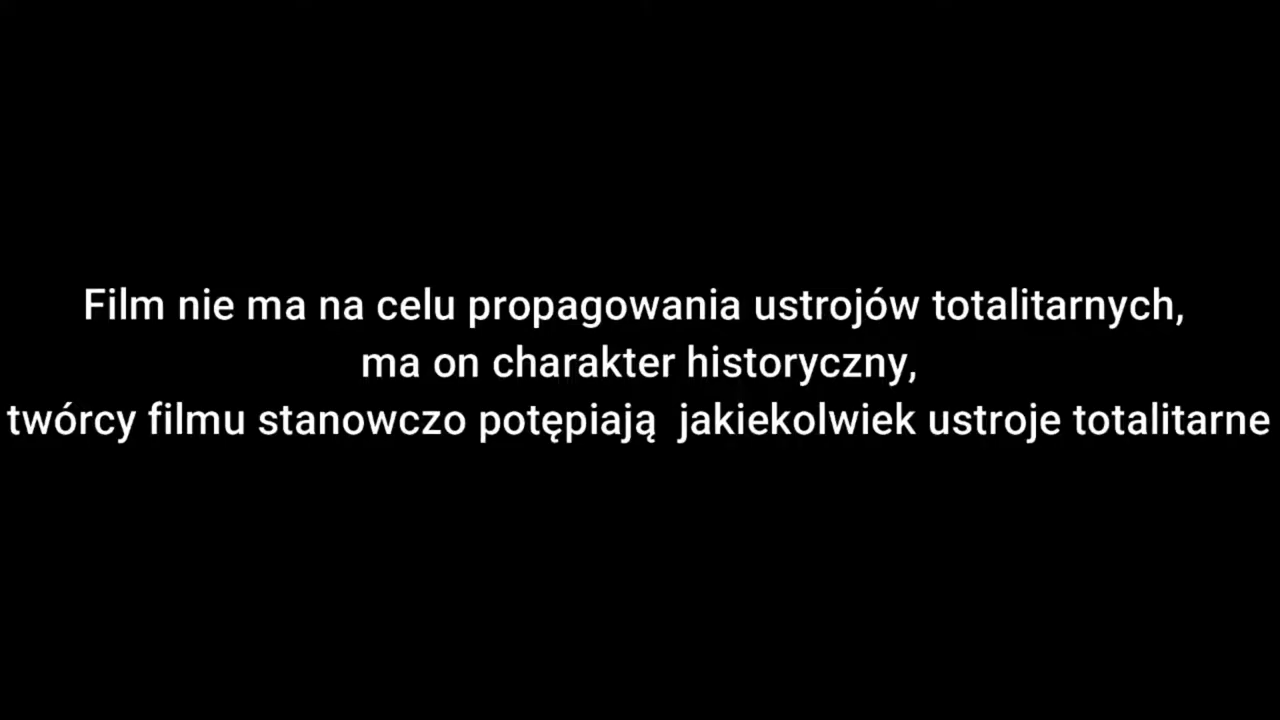 Film nie ma na celu propagowania ustrojów totalitarnych,
ma on charakter historyczny,
twórcy filmu stanowczo potępiają  jakiekolwiek ustroje totalitarne